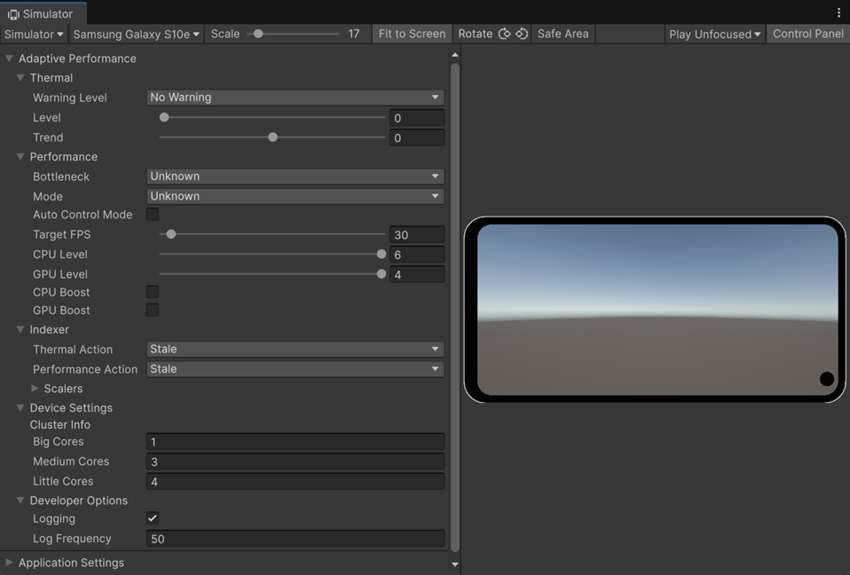 Simulator
Simulator Samsung Galaxy S10e Scale 17 Fit to Screen Rotate Safe Area Play Unfocused Control Panel
Adaptive Performance
Thermal
Warning Level No Warning
Level 0
Trend 0
Performance
Bottleneck Unknown
Mode Unknown
Auto Control Mode
Target FPS 30
CPU Level 6
GPU Level 4
CPU Boost
GPU Boost
Indexer
Thermal Action Stale
Performance Action Stale
Scalers
Device Settings
Cluster Info
Big Cores 1
Medium Cores 3
Little Cores 4
Developer Options
Logging
Log Frequency 50
Application Settings